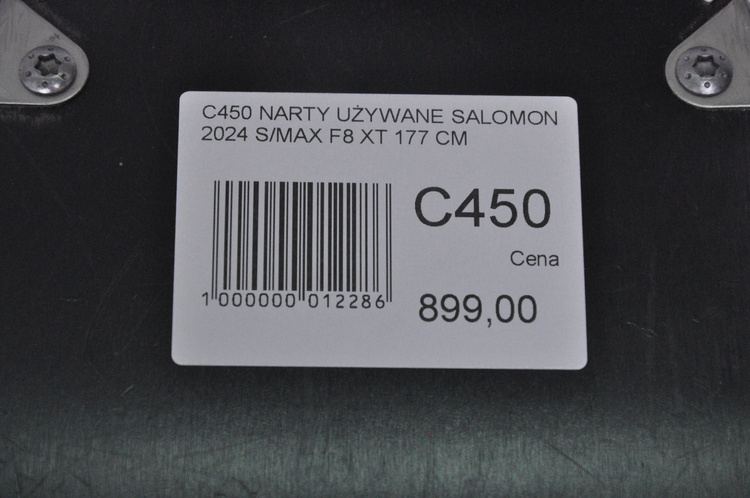 C450 NARTY UŻYWANE SALOMON
2024 S/MAX F8 XT 177 CM
C450
Cena
899,00
1 000000 012286